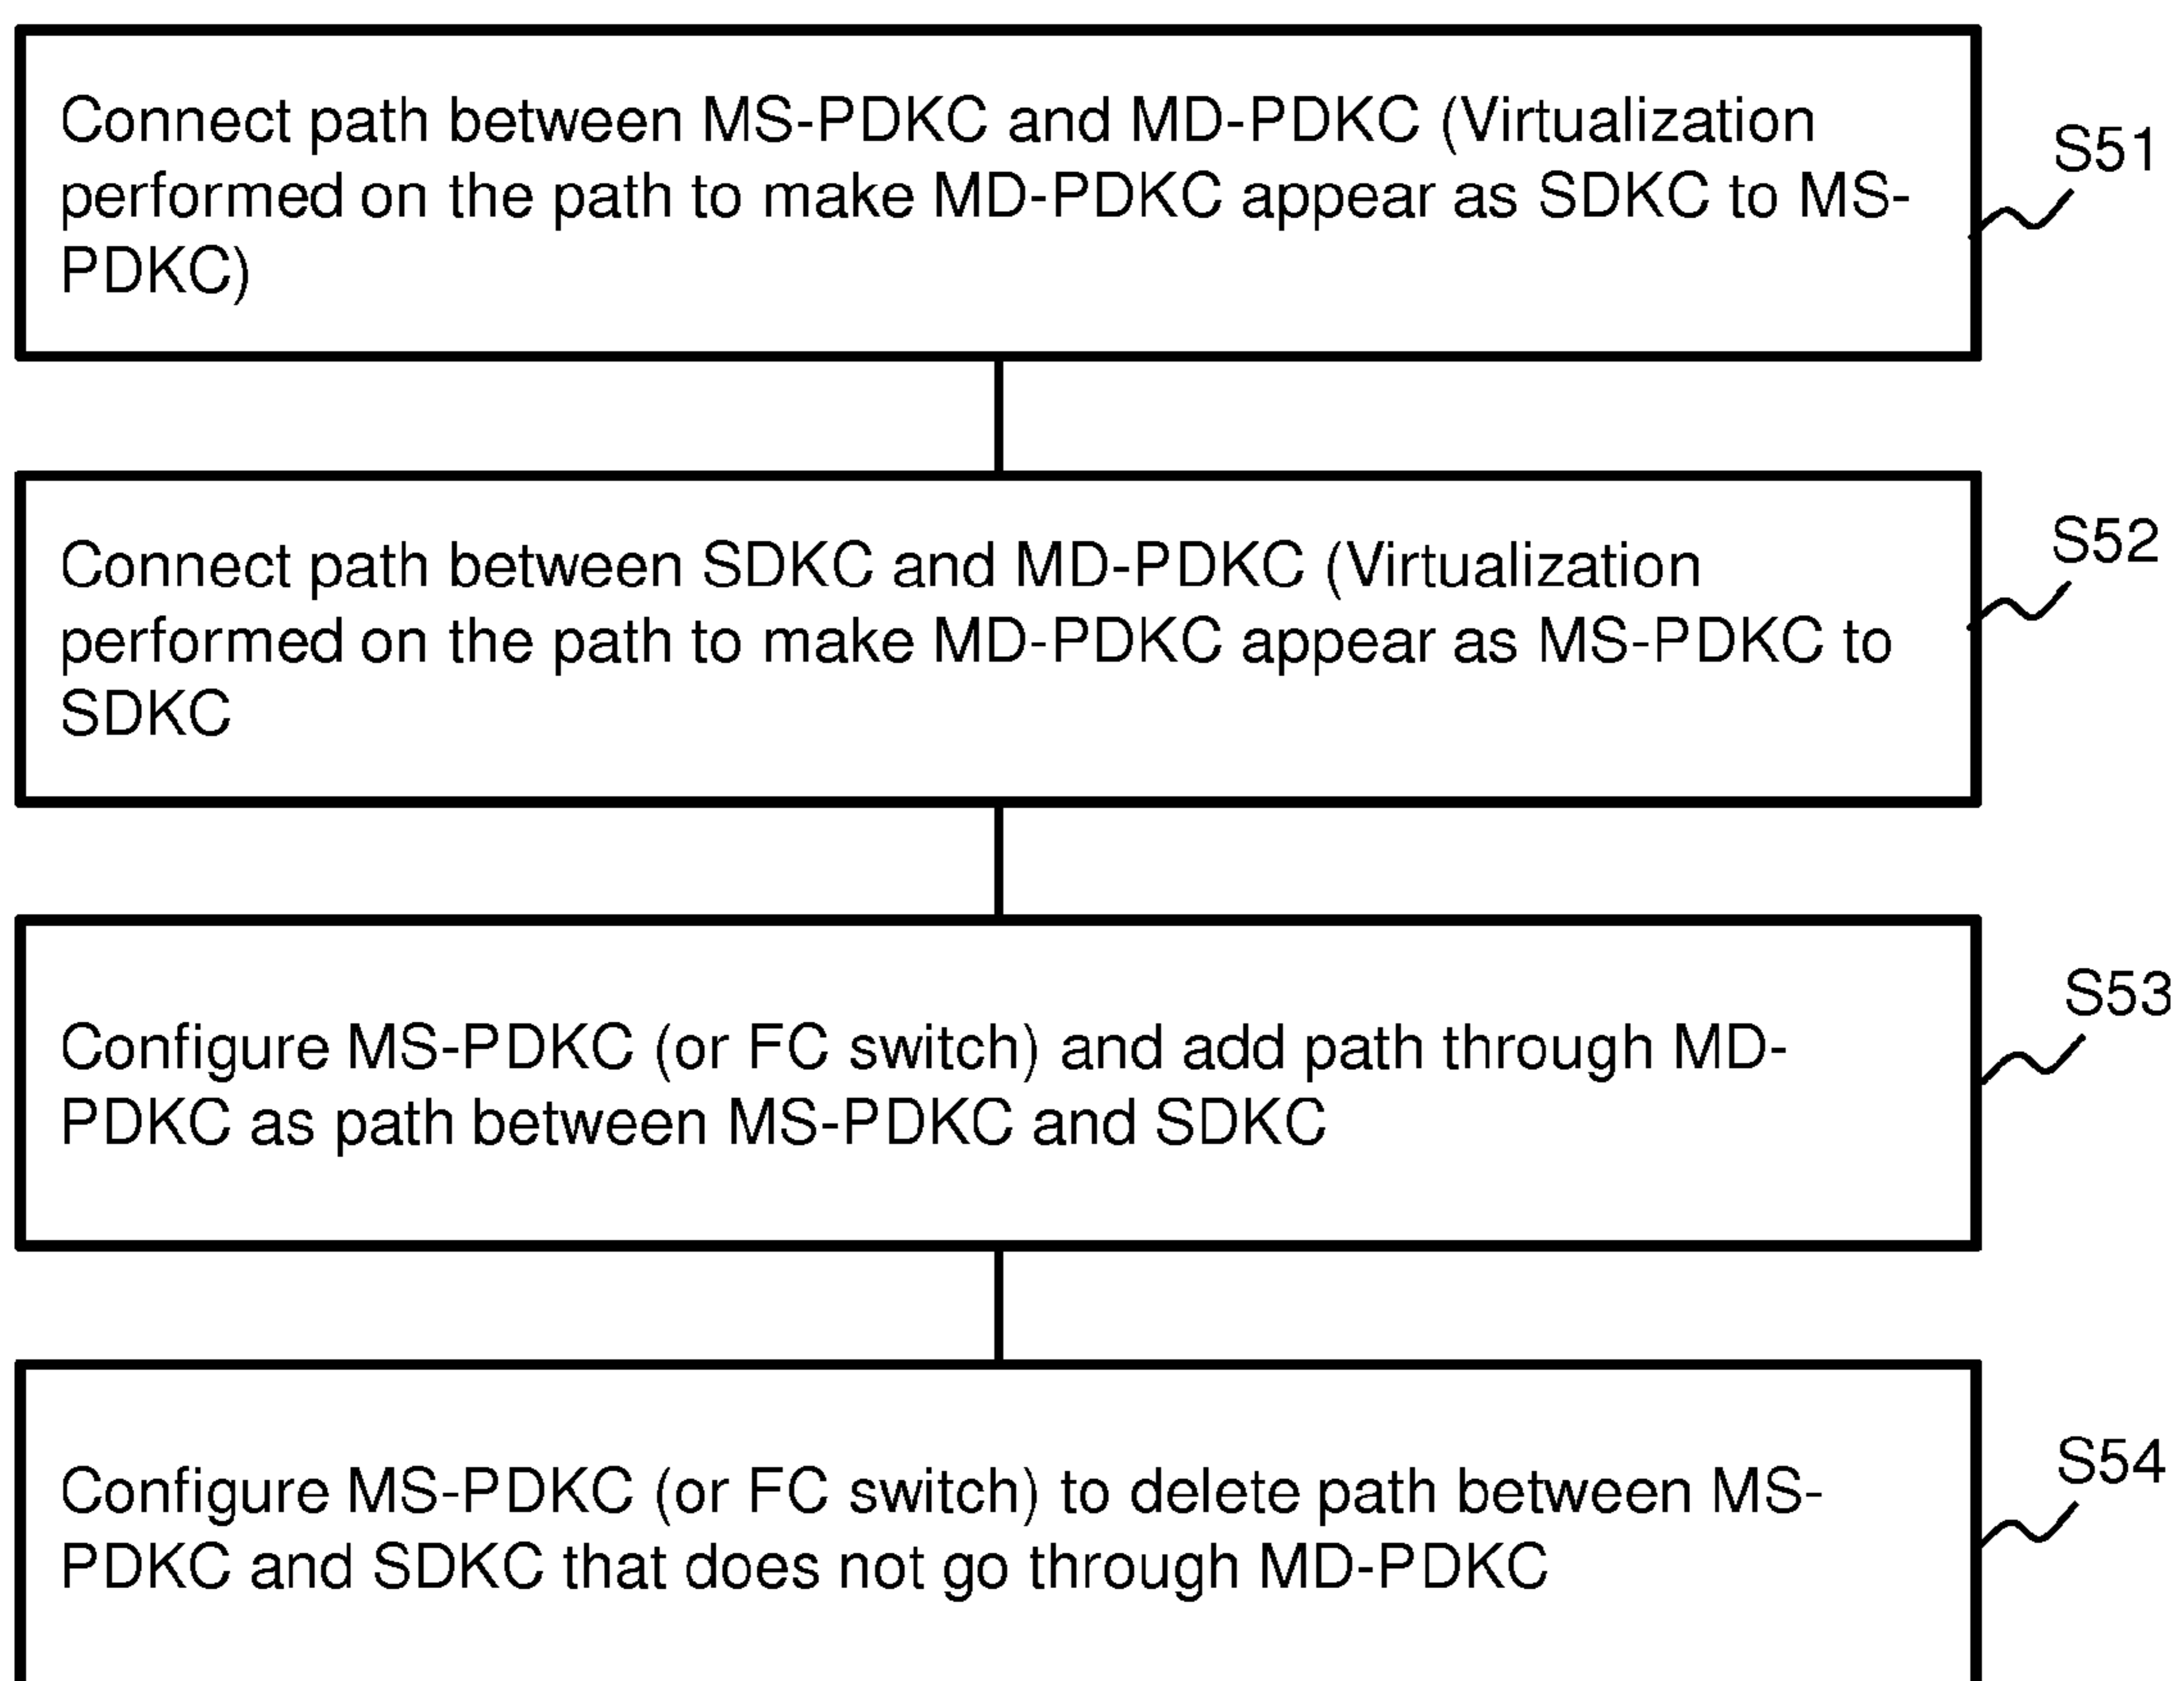 Connect path between MS-PDKC and MD-PDKC (Virtualization
performed on the path to make MD-PDKC appear as SDKC to MS-
PDKC)
S51
Connect path between SDKC and MD-PDKC (Virtualization
performed on the path to make MD-PDKC appear as MS-PDKC to
SDKC
S52
Configure MS-PDKC (or FC switch) and add path through MD-
PDKC as path between MS-PDKC and SDKC
S53
Configure MS-PDKC (or FC switch) to delete path between MS-
PDKC and SDKC that does not go through MD-PDKC
S54